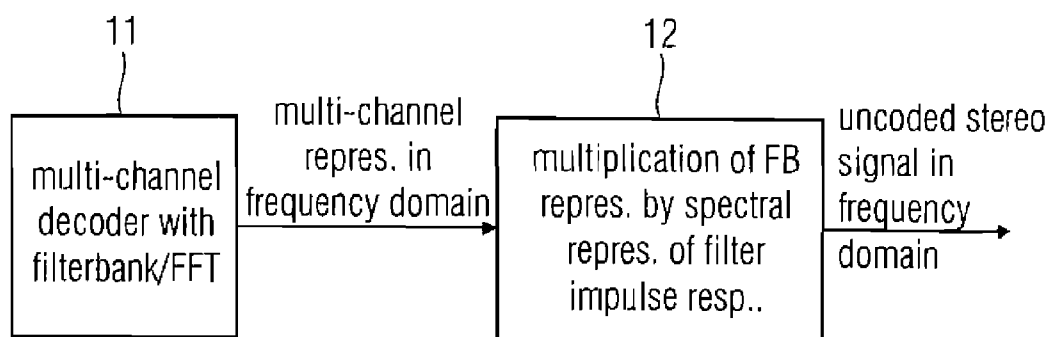 11
multi-channel
decoder with
filterbank/FFT
multi-channel
repres. in
frequency domain
12
multiplication of FB
repres. by spectral
repres. of filter
impulse resp..
uncoded stereo
signal in
frequency
domain